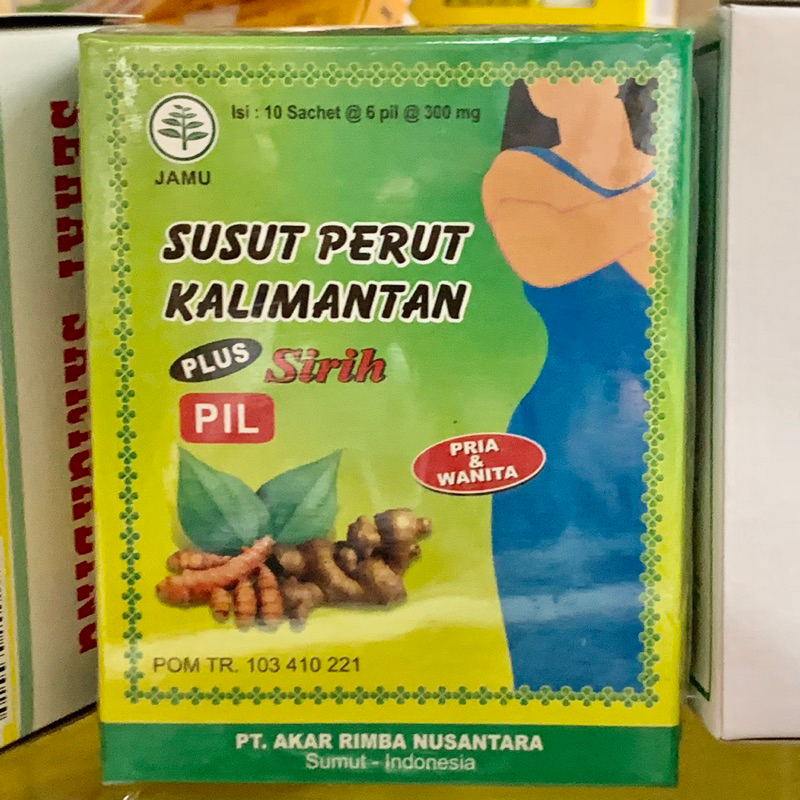 Isi : 10 Sachet @ 6 pil @ 300 mg
JAMU
SUSUT PERUT
KALIMANTAN
PLUS Sirih
PIL
PRIA
&
WANITA
POM TR. 103 410 221
PT. AKAR RIMBA NUSANTARA
Sumut - Indonesia